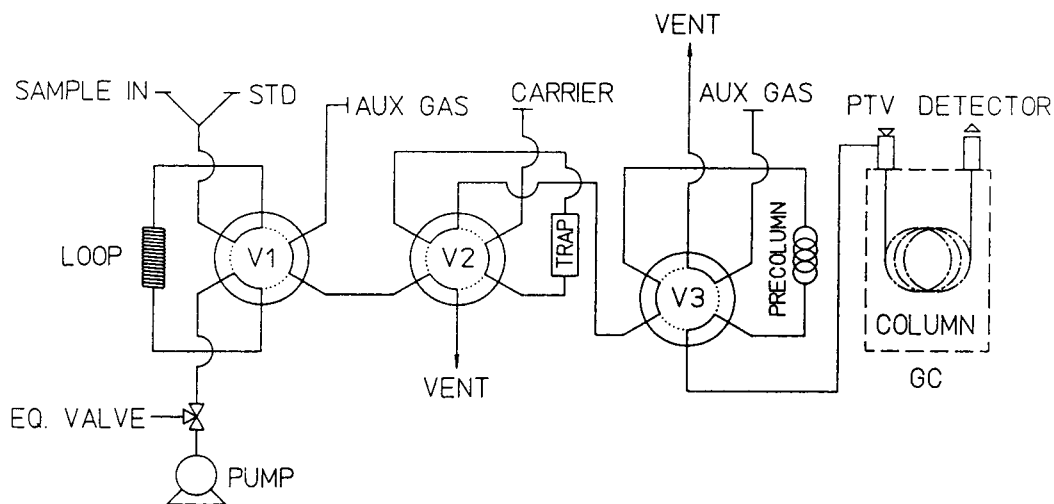 VENT
SAMPLE IN
STD
AUX GAS
CARRIER
AUX GAS
PTV
DETECTOR
LOOP
V1
V2
TRAP
V3
PRECOLUMN
COLUMN
VENT
GC
EQ. VALVE
PUMP